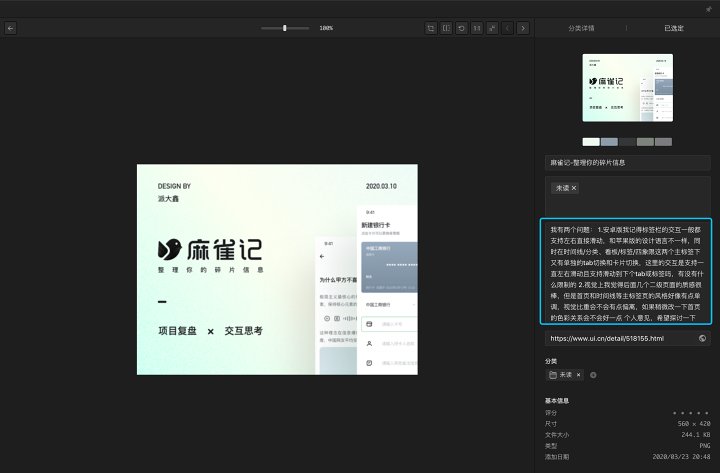 100%
分类详情
已选定
DESIGN BY
派大鑫
2020.03.10
麻雀记
整理你的碎片信息
项目复盘 × 交互思考
9:41
为什么甲方不喜
9:41
新建银行卡
中国工商银行
中国工商银行
麻雀记-整理你的碎片信息
未读 ×
我有两个问题： 1.安卓版我记得标签栏的交互一般都
支持左右直接滑动，和苹果版的设计语言不一样，同
时在时间线/分类、看板/标签/四象限这两个主标签下
又有单独的tab切换和卡片切换，这里的交互是支持一
直左右滑动且支持滑动到下个tab或标签吗，有没有什
么限制的 2.视觉上我觉得后面几个二级页面的质感很
棒，但是首页和时间线等主标签页的风格好像有点单
调，视觉比重会不会有点偏离，如果稍微改一下首页
的色彩关系会不会好一点 个人意见，希望探讨一下
https://www.ui.cn/detail/518155.html
分类
未读 ×
基本信息
评分
尺寸 560 × 420
文件大小 244.1 KB
类型 PNG
添加日期 2020/03/23 20:48